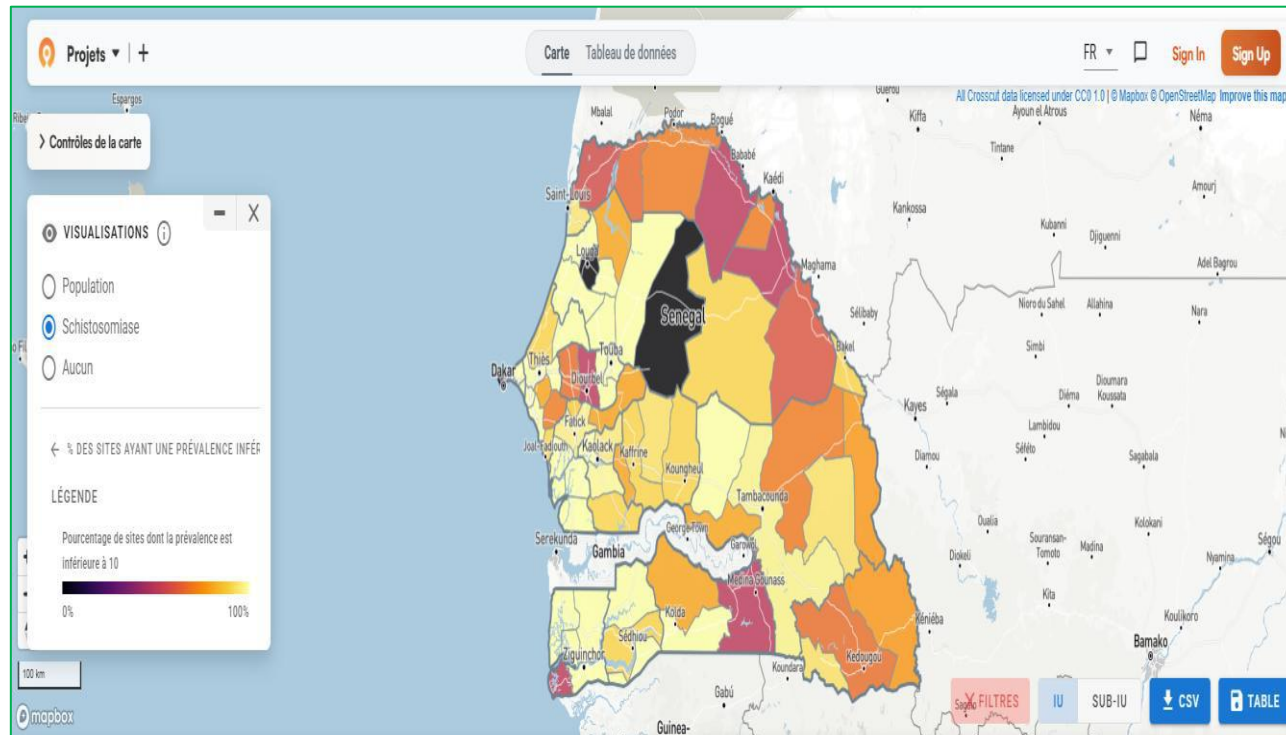 Projets
Carte
Tableau de données
FR
Sign In
Sign Up
All Crosscut data licensed under CC0 1.0 | © Mapbox © OpenStreetMap Improve this map
Contrôles de la carte
VISUALISATIONS
Population
Schistosomiase
Aucun
← % DES SITES AYANT UNE PRÉVALENCE INFÉR
LÉGENDE
Pourcentage de sites dont la prévalence est
inférieure à 10
0%
100%
100 km
mapbox
Espargos
Mbalal
Podor
Bogué
Bababé
Kaédi
Saint-Louis
Louga
Maghama
Sélibaby
Senegal
Bakel
Dakar
Thiès
Touba
Diourbel
Fatick
Joal-Fadiouth
Kaolack
Kaffrine
Koungheul
Tambacounda
Serekunda
Gambia
George-Town
Garowol
Medina Gounass
Kolda
Sédhiou
Ziguinchor
Kedougou
Kéniéba
Koundara
Gabú
Guinea-
Guérou
Kiffa
Ayoun el Atrous
Néma
Tintane
Amourj
Kankossa
Kubanni
Djiguenni
Adel Bagrou
Nioro du Sahel
Allahina
Nara
Simbi
Kayes
Ségala
Diéma
Dioumara
Koussata
Lambidou
Diamou
Séféto
Sagabala
Oualia
Souransan-
Tomoto
Madina
Kolokani
Diokeli
Nyamina
Ségou
Kita
Koulikoro
Bamako
FILTRES
IU
SUB-IU
CSV
TABLE